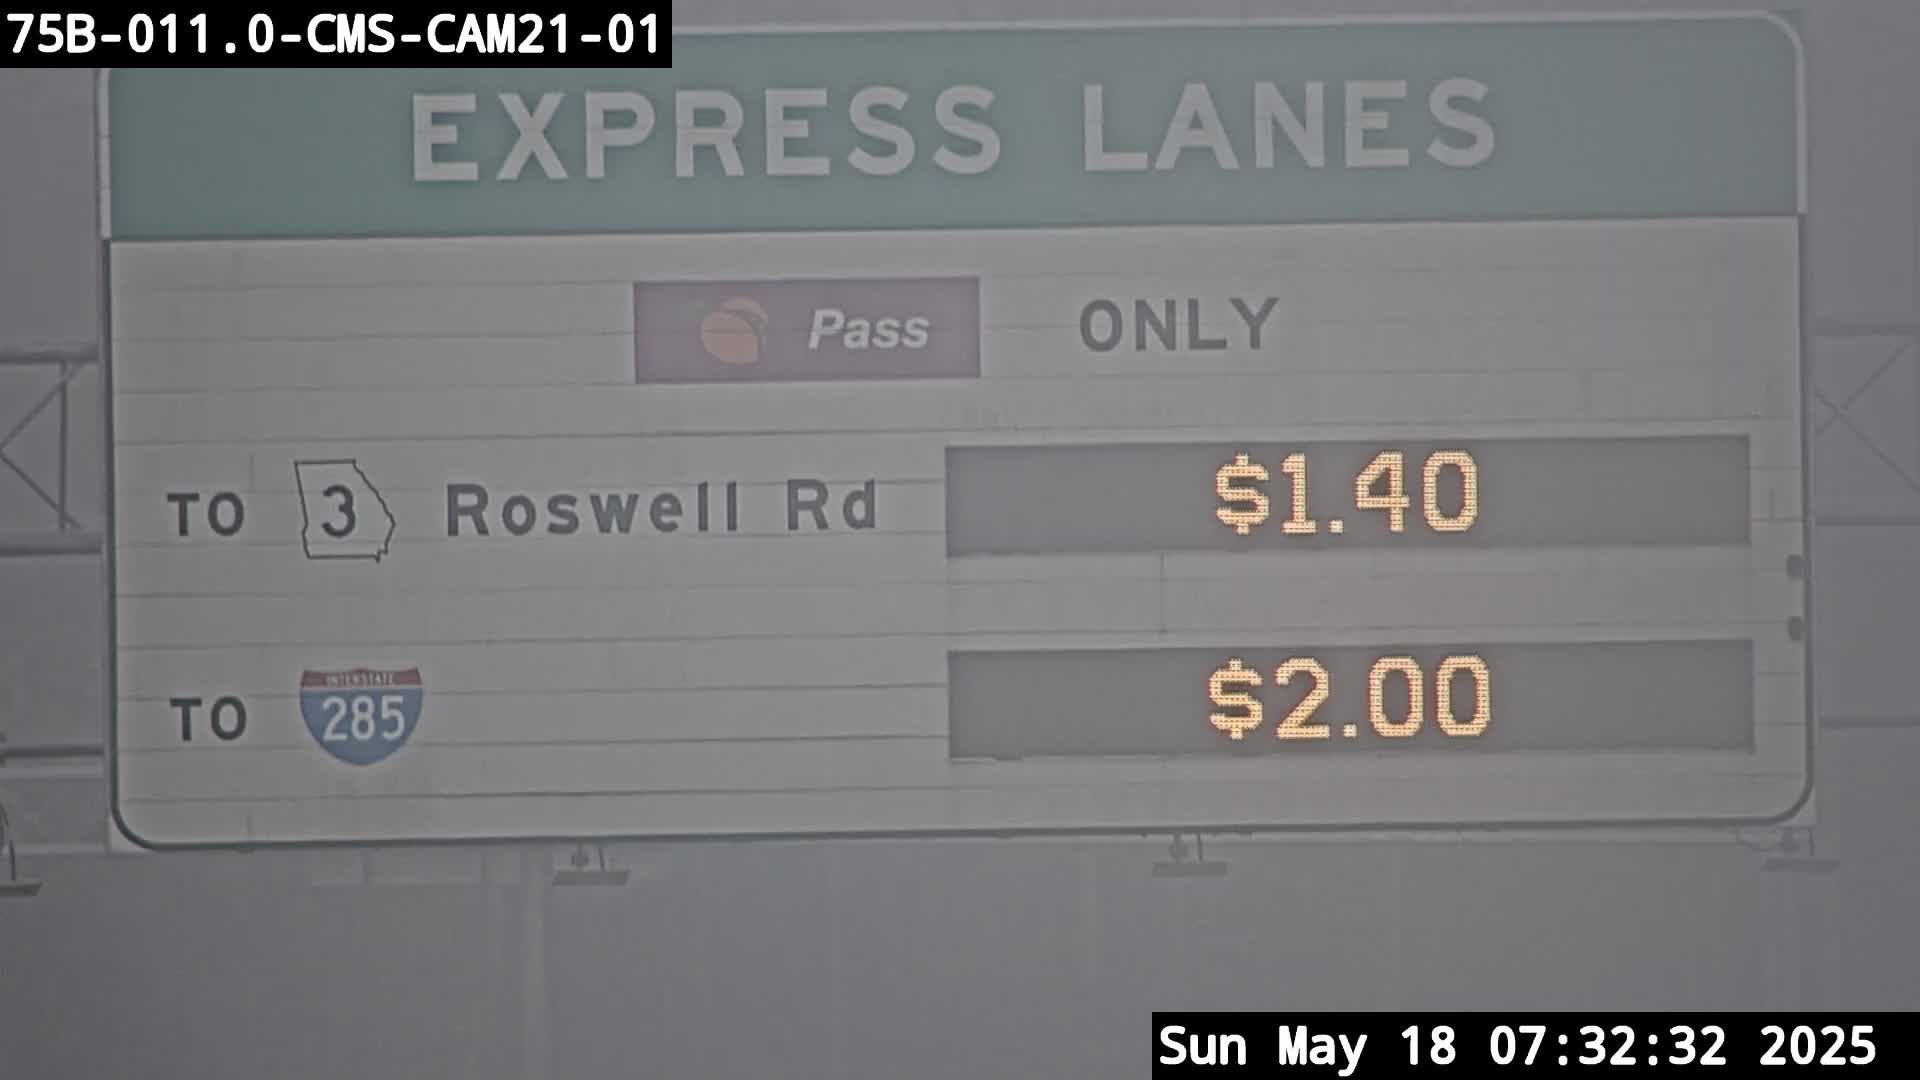 75B-011.0-CMS-CAM21-01
EXPRESS LANES
Pass ONLY
TO 3 Roswell Rd $1.40
INTERSTATE
TO 285 $2.00
Sun May 18 07:32:32 2025